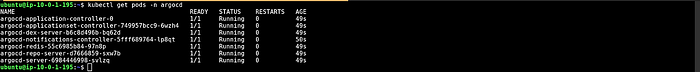 ubuntu@ip-10-0-1-195:~$ kubectl get pods -n argocd
NAME READY STATUS RESTARTS AGE
argocd-application-controller-0 1/1 Running 0 49s
argocd-applicationset-controller-749957bcc9-6wzh4 1/1 Running 0 49s
argocd-dex-server-b6c8d496b-bq62d 1/1 Running 0 49s
argocd-notifications-controller-5fff689764-lp8qt 1/1 Running 0 50s
argocd-redis-55c6985b84-97n8p 1/1 Running 0 49s
argocd-repo-server-d7666859-sxw7b 1/1 Running 0 49s
argocd-server-6984446998-svlzq 1/1 Running 0 49s
ubuntu@ip-10-0-1-195:~$